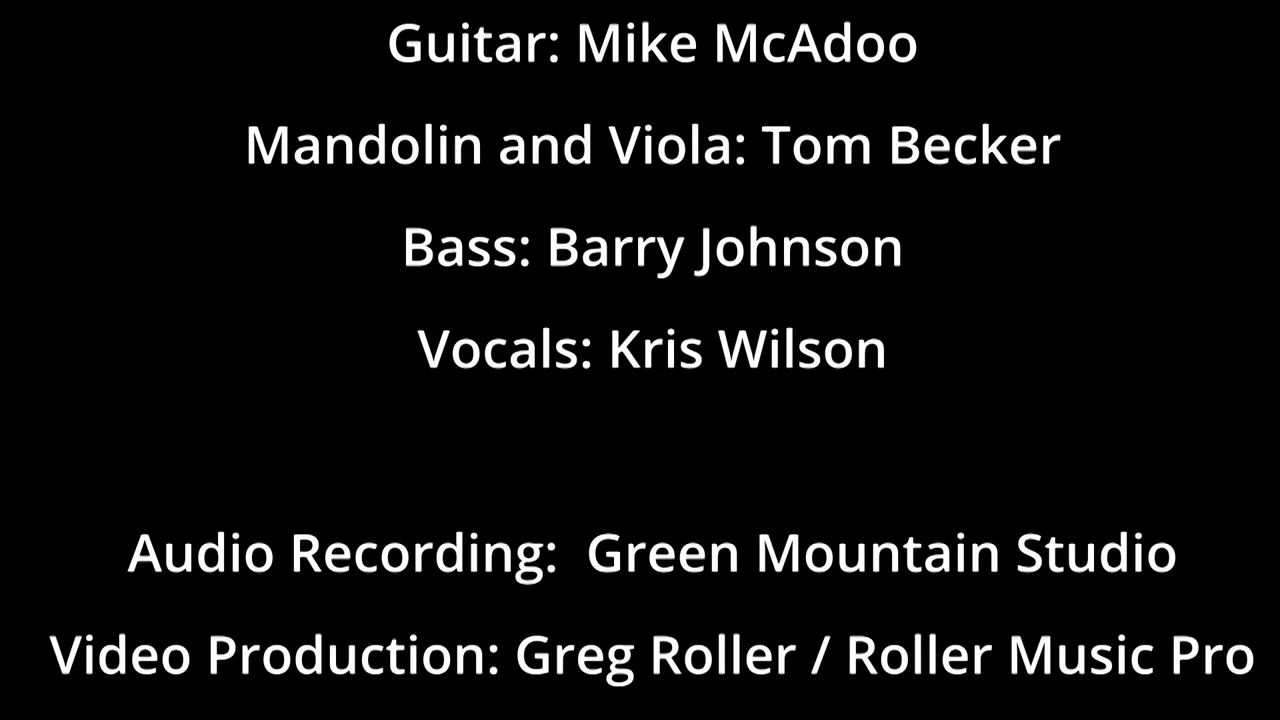 Guitar: Mike McAdoo
Mandolin and Viola: Tom Becker
Bass: Barry Johnson
Vocals: Kris Wilson
Audio Recording:  Green Mountain Studio
Video Production: Greg Roller / Roller Music Pro